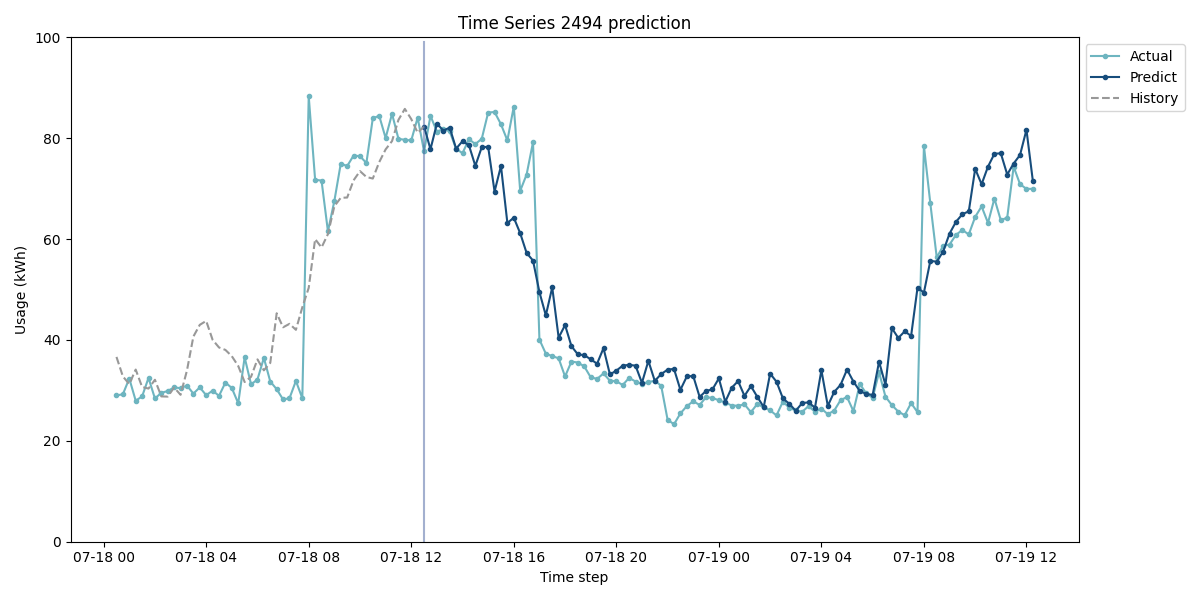 Time Series 2494 prediction
Usage (kWh)
100
80
60
40
20
0
07-18 00 07-18 04 07-18 08 07-18 12 07-18 16 07-18 20 07-19 00 07-19 04 07-19 08 07-19 12
Time step
Actual
Predict
History